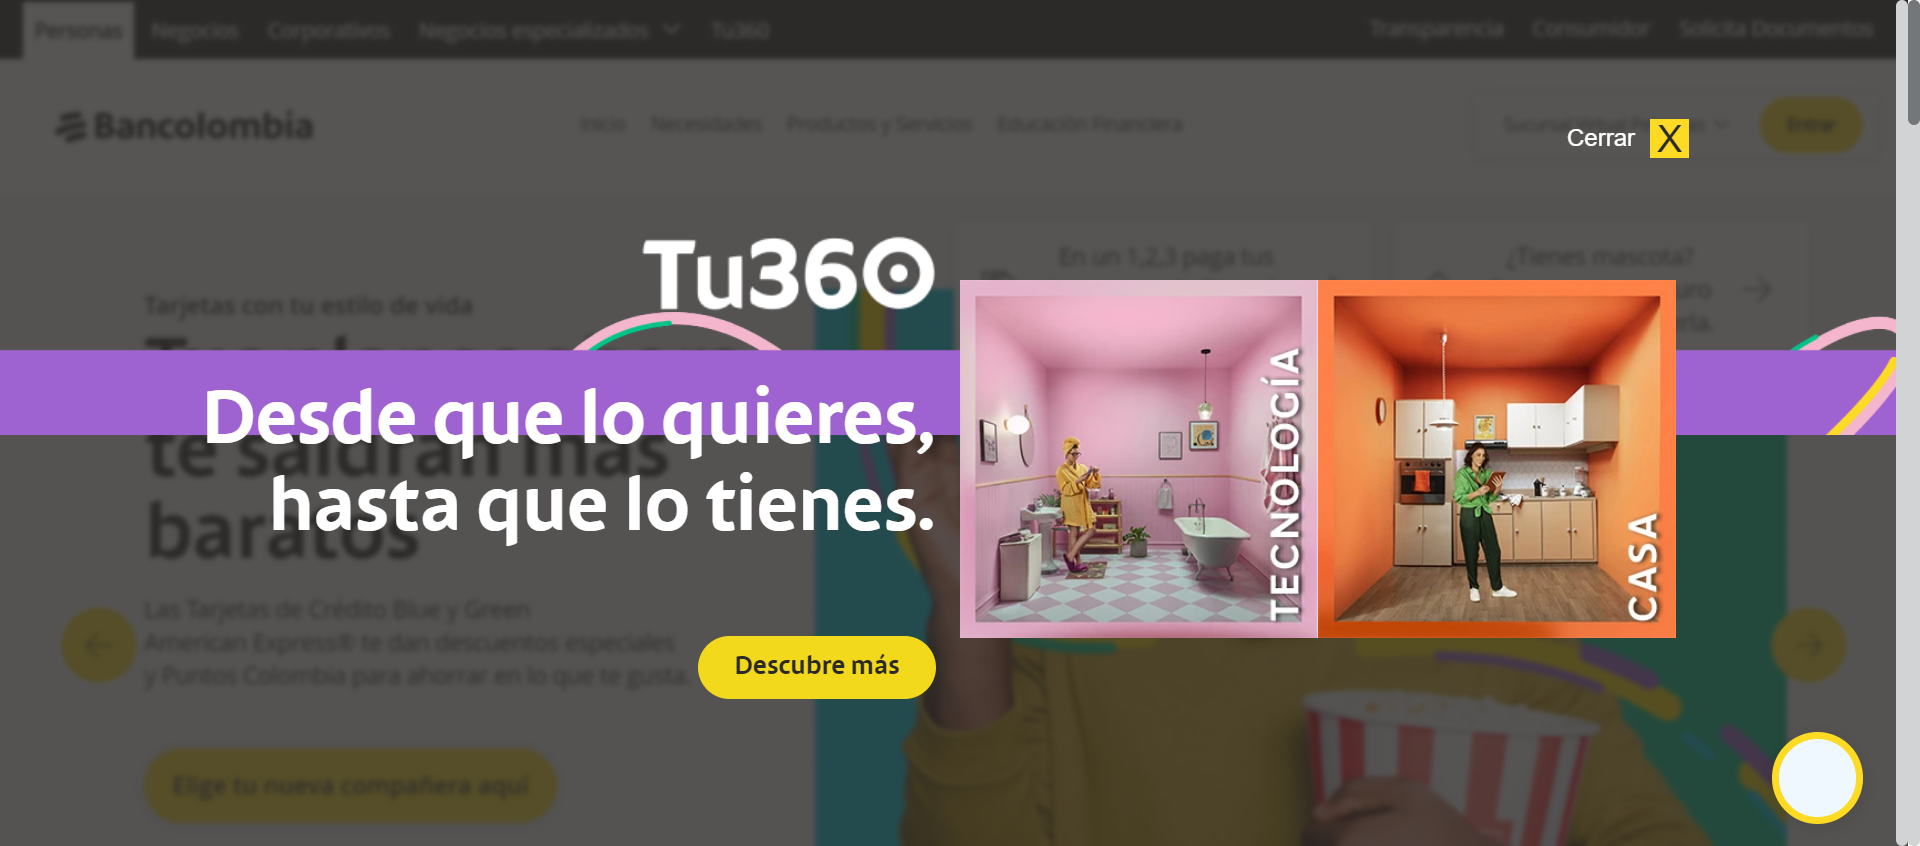 Personas Negocios Corporativos Negocios especializados Tu360 Transparencia Consumidor Solicita Documentos
Bancolombia Inicio Necesidades Productos y Servicios Educación Financiera Sucursal Virtual Entrar
Cerrar X
Tu360
En un 1,2,3 paga tus
¿Tienes mascota?
Tarjetas con tu estilo de vida
Desde que lo quieres,
te saldrán más
hasta que lo tienes.
baratos
TECNOLOGÍA
CASA
Las Tarjetas de Crédito Blue y Green
American Express® te dan descuentos especiales
y Puntos Colombia para ahorrar en lo que te gusta.
Descubre más
Elige tu nueva compañera aquí